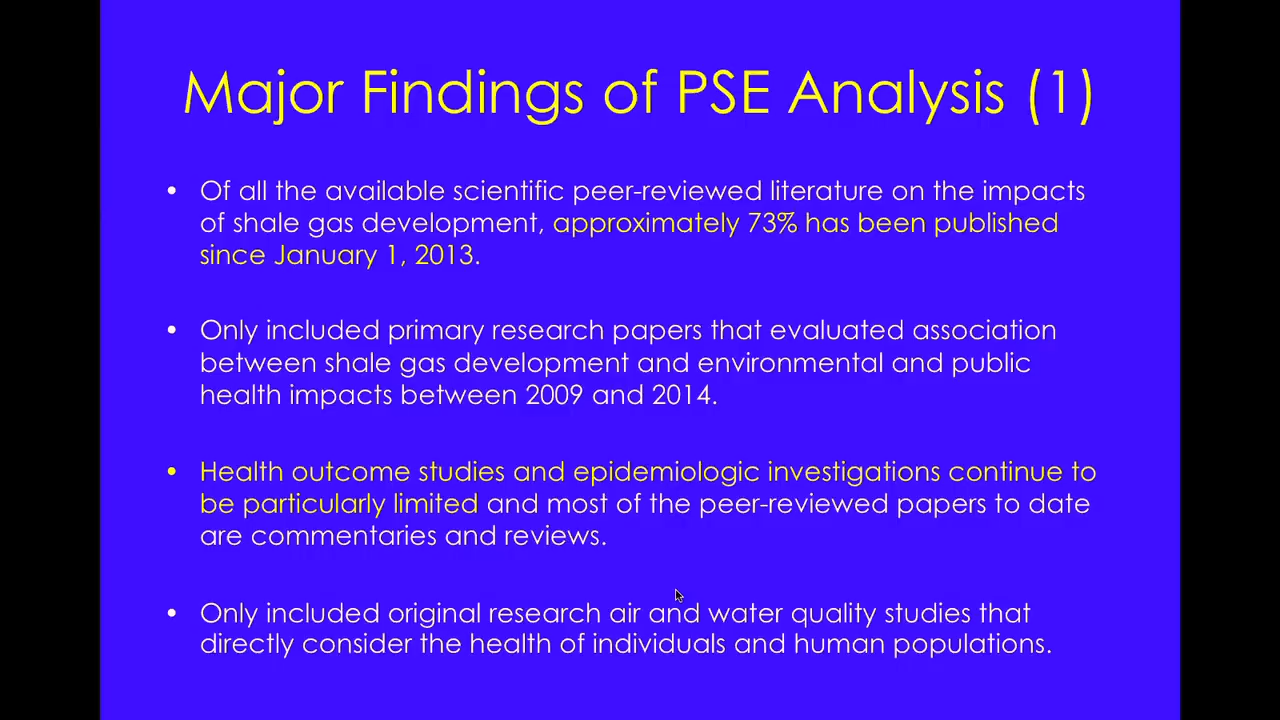 Major Findings of PSE Analysis (1)
• Of all the available scientific peer-reviewed literature on the impacts
of shale gas development, approximately 73% has been published
since January 1, 2013.
• Only included primary research papers that evaluated association
between shale gas development and environmental and public
health impacts between 2009 and 2014.
• Health outcome studies and epidemiologic investigations continue to
be particularly limited and most of the peer-reviewed papers to date
are commentaries and reviews.
• Only included original research air and water quality studies that
directly consider the health of individuals and human populations.